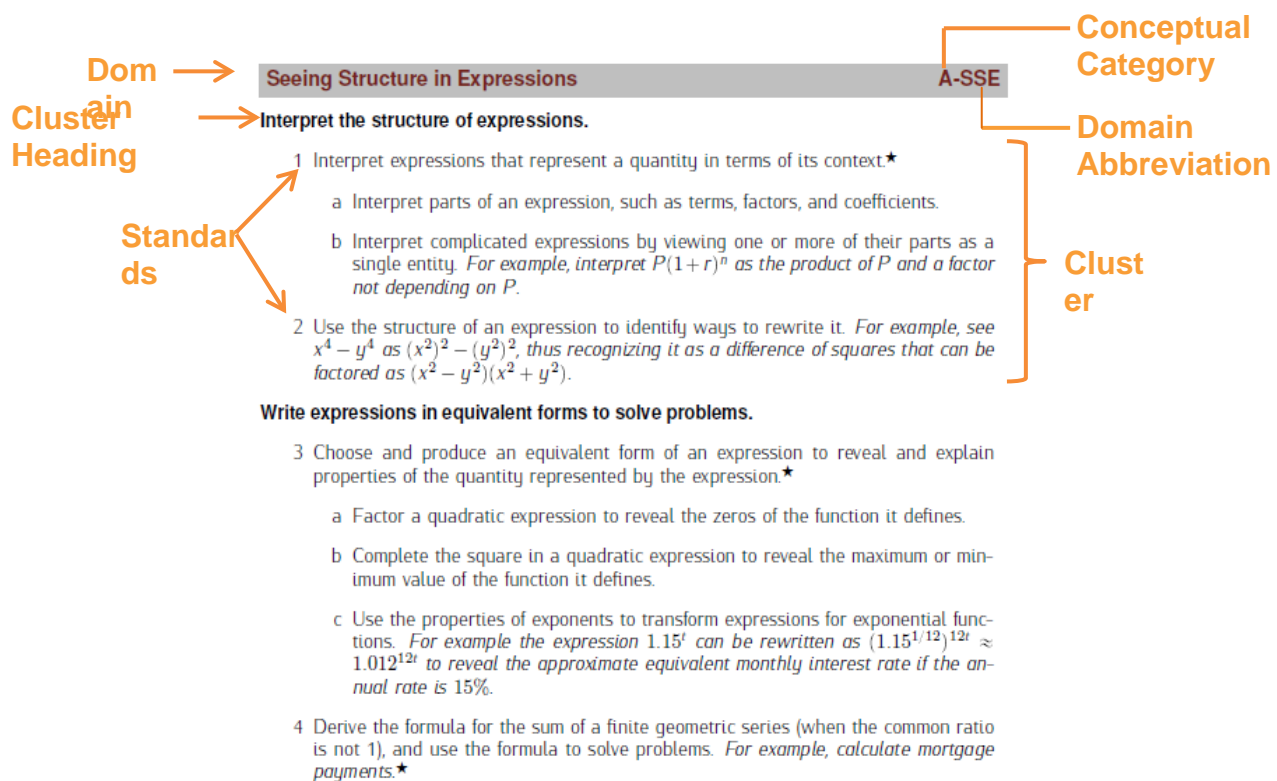 Conceptual
Category
Dom
ain
Seeing Structure in Expressions A-SSE
Cluster
Heading
Interpret the structure of expressions.
Domain
Abbreviation
1 Interpret expressions that represent a quantity in terms of its context.★
a Interpret parts of an expression, such as terms, factors, and coefficients.
Standar
ds
b Interpret complicated expressions by viewing one or more of their parts as a
single entity. For example, interpret P(1+r)ⁿ as the product of P and a factor
not depending on P.
Clust
er
2 Use the structure of an expression to identify ways to rewrite it. For example, see
x⁴ − y⁴ as (x²)² − (y²)², thus recognizing it as a difference of squares that can be
factored as (x² − y²)(x² + y²).
Write expressions in equivalent forms to solve problems.
3 Choose and produce an equivalent form of an expression to reveal and explain
properties of the quantity represented by the expression.★
a Factor a quadratic expression to reveal the zeros of the function it defines.
b Complete the square in a quadratic expression to reveal the maximum or min-
imum value of the function it defines.
c Use the properties of exponents to transform expressions for exponential func-
tions. For example the expression 1.15ᵗ can be rewritten as (1.15¹ᐟ¹²)¹²ᵗ ≈
1.012¹²ᵗ to reveal the approximate equivalent monthly interest rate if the an-
nual rate is 15%.
4 Derive the formula for the sum of a finite geometric series (when the common ratio
is not 1), and use the formula to solve problems. For example, calculate mortgage
payments.★